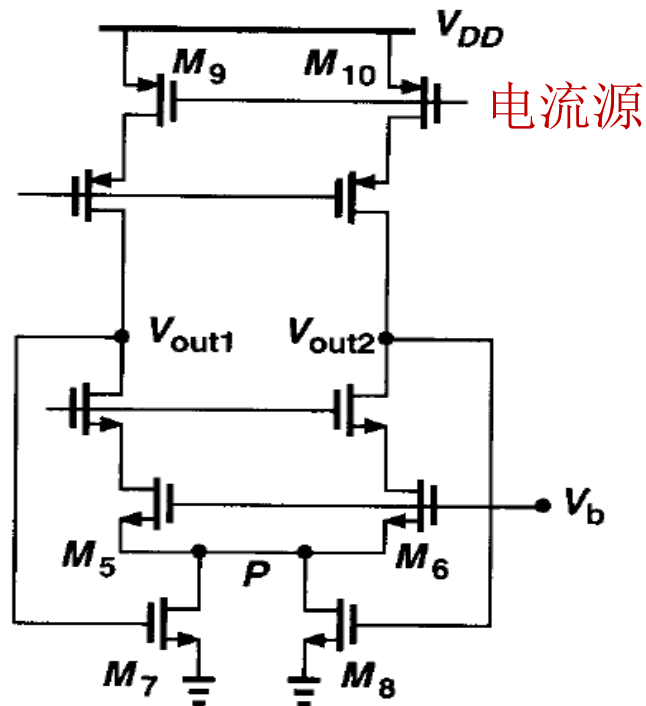 V_DD
M_9
M_10
电流源
V_out1
V_out2
V_b
M_5
P
M_6
M_7
M_8